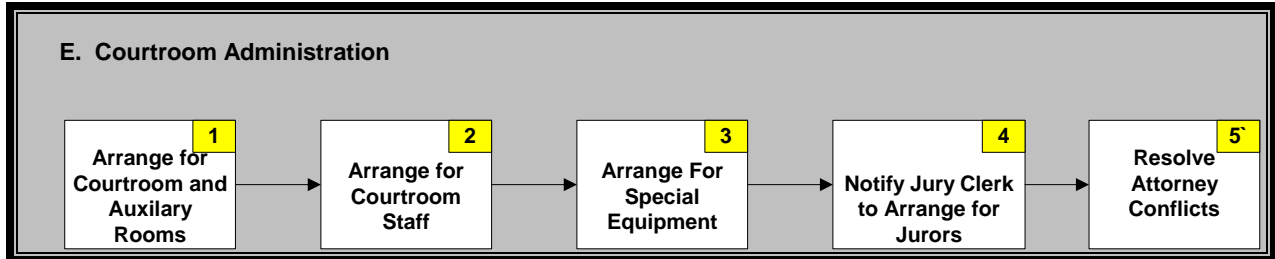 E. Courtroom Administration
1
Arrange for
Courtroom and
Auxilary
Rooms
2
Arrange for
Courtroom
Staff
3
Arrange For
Special
Equipment
4
Notify Jury Clerk
to Arrange for
Jurors
5`
Resolve
Attorney
Conflicts